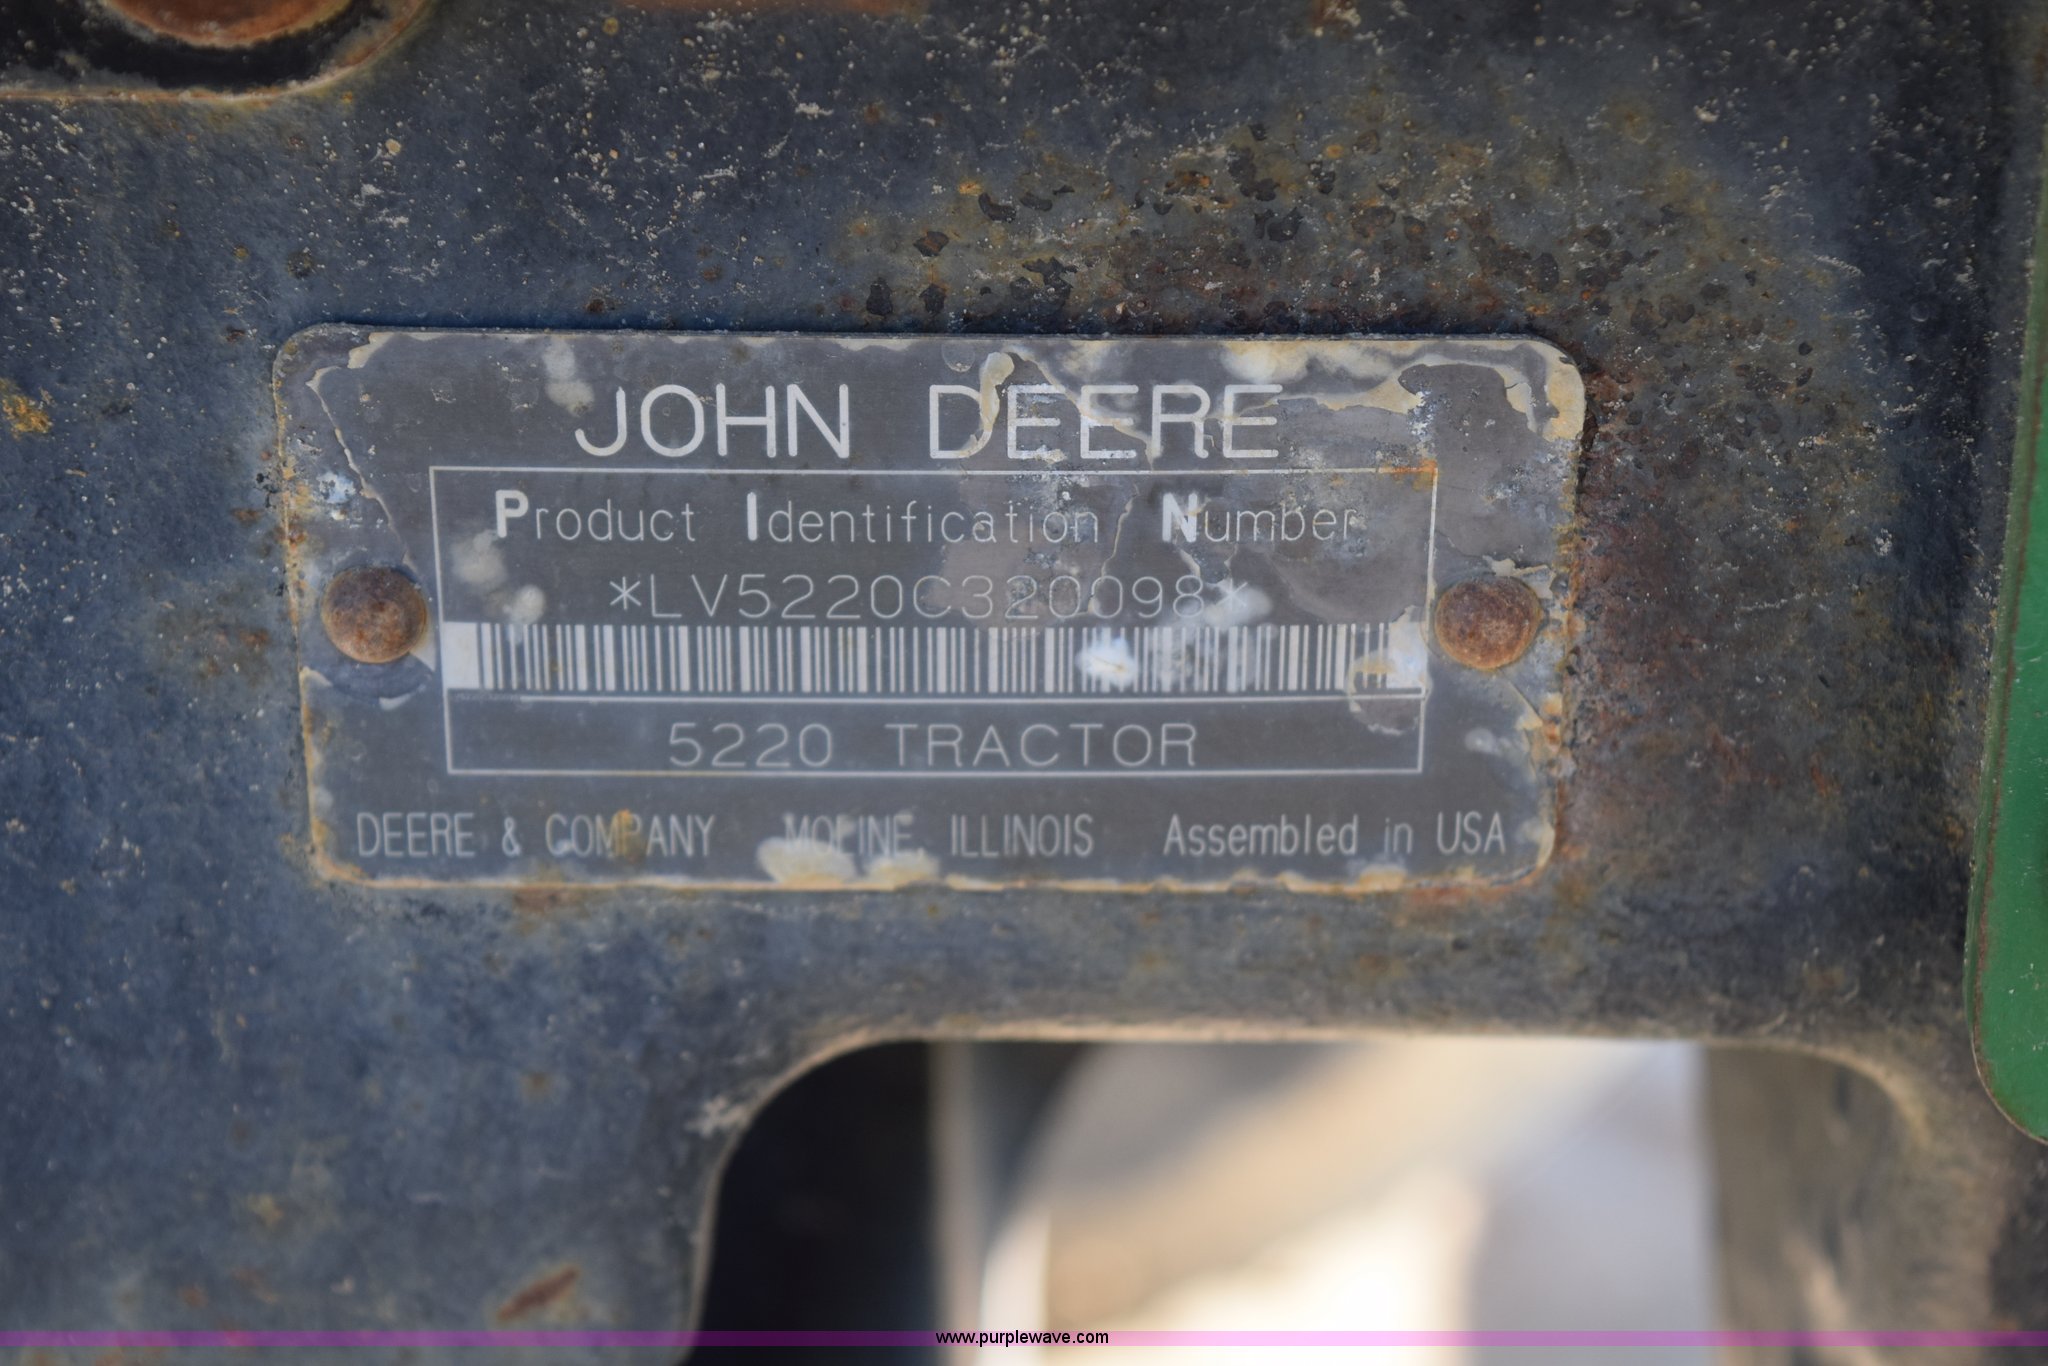 JOHN DEERE
Product Identification Number
*LV5220C320098*
5220 TRACTOR
DEERE & COMPANY MOLINE, ILLINOIS Assembled in USA
www.purplewave.com